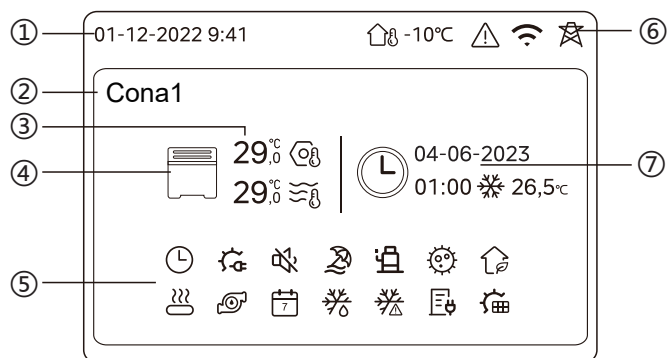 ① 01-12-2022 9:41 -10℃ ⑥
② Cona1
③
④ 29,0 ℃ 04-06-2023 ⑦
29,0 ℃ 01:00 26,5℃
⑤ 7